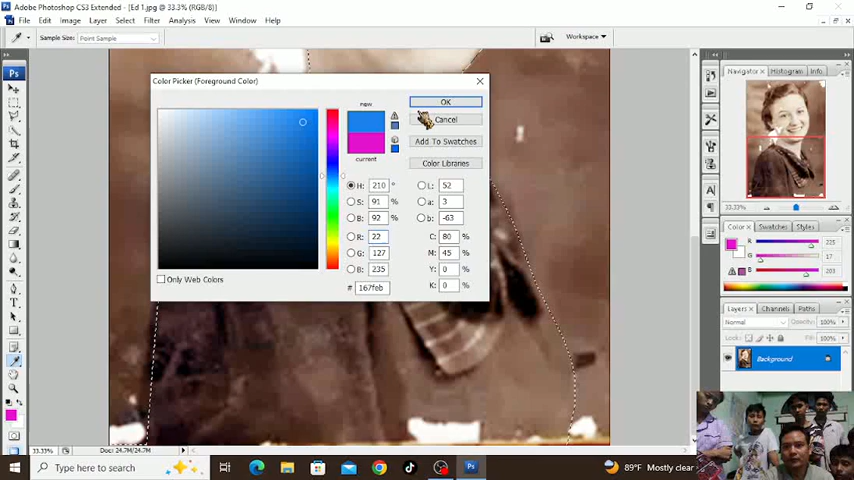 Adobe Photoshop CS3 Extended - [Ed 1.jpg @ 33.3% (RGB/8)]
File Edit Image Layer Select Filter Analysis View Window Help
Sample Size: Point Sample
Workspace ▼
Color Picker (Foreground Color)
new
current
OK
Cancel
Add To Swatches
Color Libraries
H: 210 °
S: 91 %
B: 92 %
R: 22
G: 127
B: 235
# 167feb
L: 52
a: 3
b: -63
C: 80 %
M: 45 %
Y: 0 %
K: 0 %
Only Web Colors
Navigator Histogram Info
33.33%
Color Swatches Styles
R 225
G 17
B 203
Layers Channels Paths
Normal Opacity: 100%
Lock: Fill: 100%
Background
33.33% Doc: 24.7M/24.7M
Type here to search
89°F Mostly clear